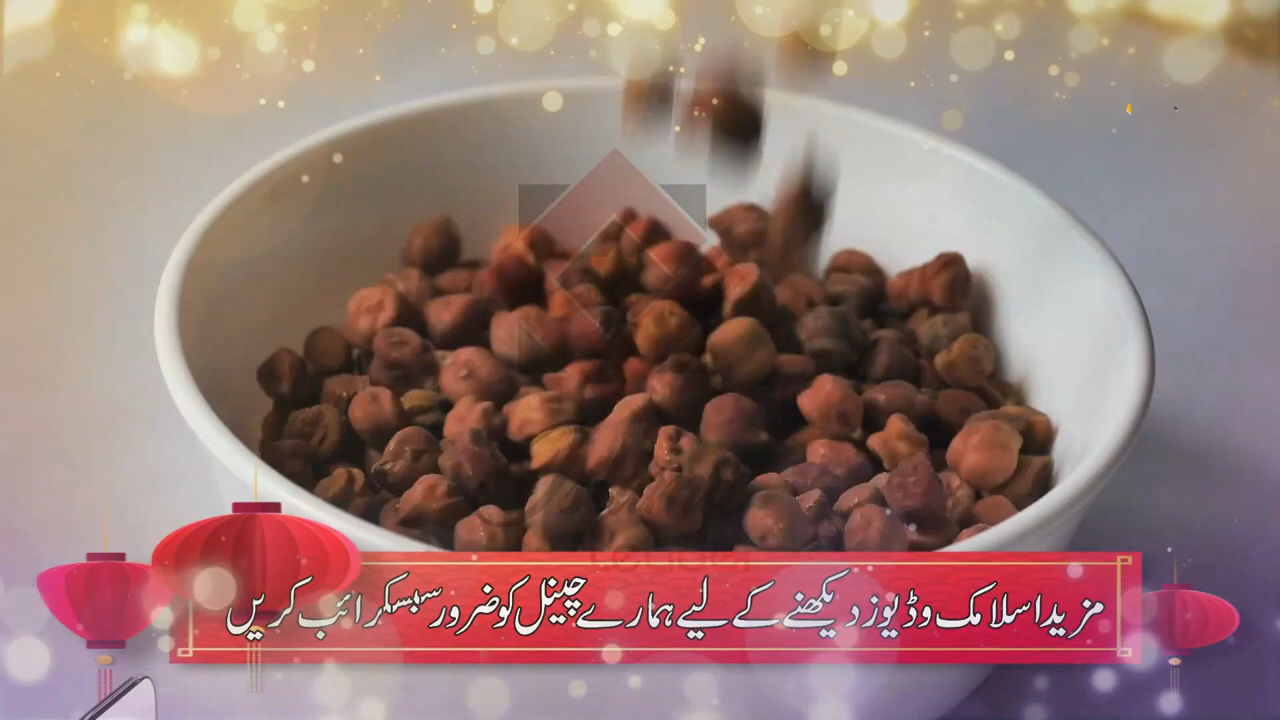 مزید اسلامک وڈیوز دیکھنے کے لیے ہمارے چینل کو ضرور سبسکرائب کریں